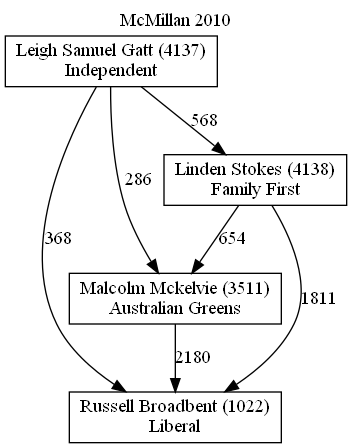 McMillan 2010
Leigh Samuel Gatt (4137)
Independent
568
Linden Stokes (4138)
Family First
286
368
654
Malcolm Mckelvie (3511)
Australian Greens
1811
2180
Russell Broadbent (1022)
Liberal